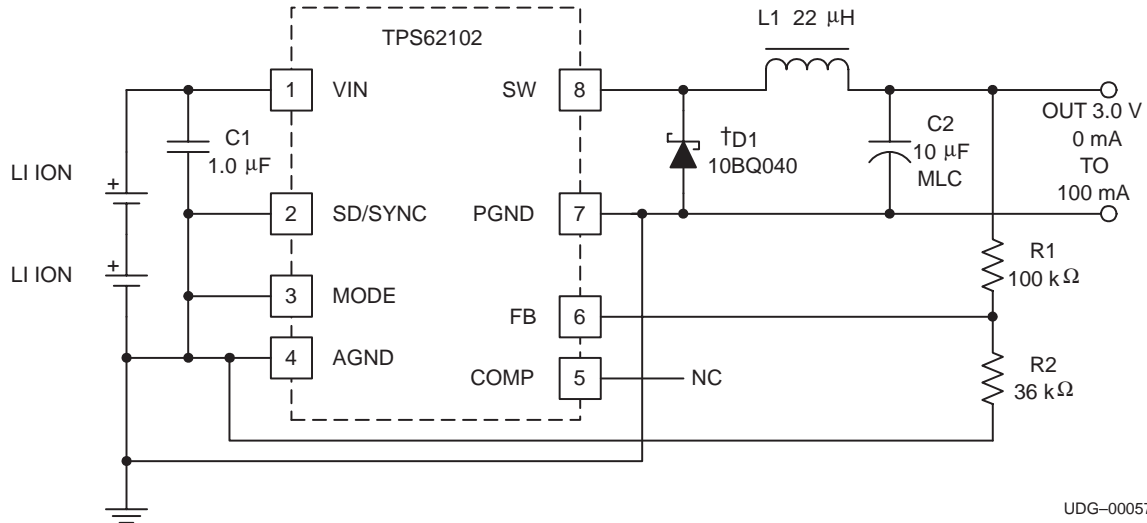 L1 22 μH
TPS62102
1 VIN
SW 8
C1
1.0 μF
†D1
10BQ040
C2
10 μF
MLC
OUT 3.0 V
0 mA
TO
100 mA
LI ION
+
2 SD/SYNC
PGND 7
LI ION
+
3 MODE
FB 6
R1
100 kΩ
4 AGND
COMP 5
NC
R2
36 kΩ
UDG–00057